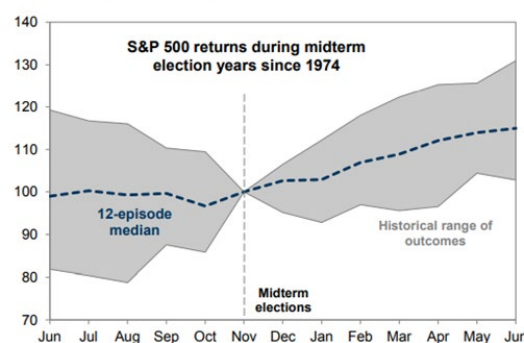 140
130
120
110
100
90
80
70
S&P 500 returns during midterm
election years since 1974
12-episode
median
Historical range of
outcomes
Midterm
elections
Jun Jul Aug Sep Oct Nov Dec Jan Feb Mar Apr May Jun